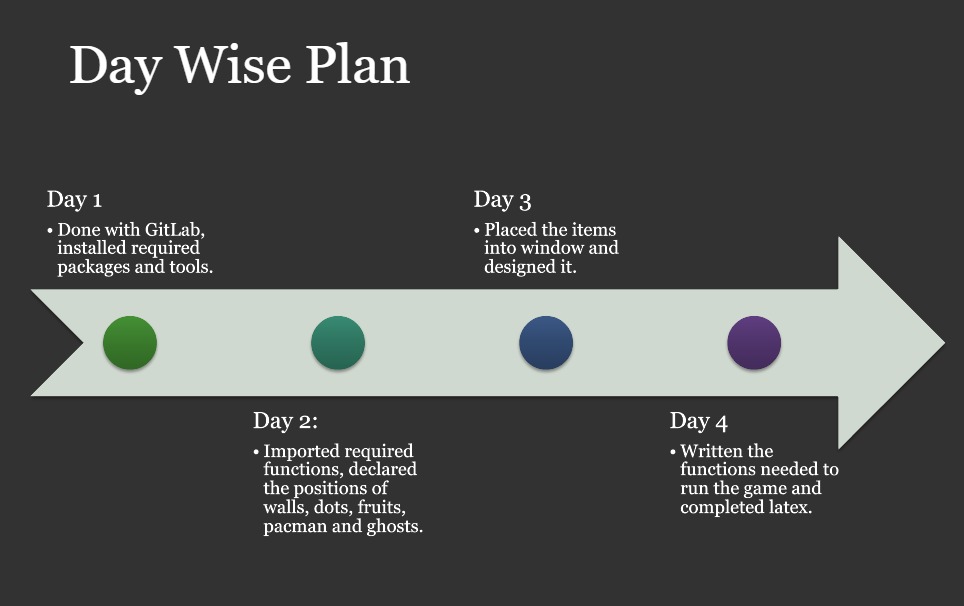 Day Wise Plan
Day 1
• Done with GitLab,
installed required
packages and tools.
Day 2:
• Imported required
functions, declared
the positions of
walls, dots, fruits,
pacman and ghosts.
Day 3
• Placed the items
into window and
designed it.
Day 4
• Written the
functions needed to
run the game and
completed latex.